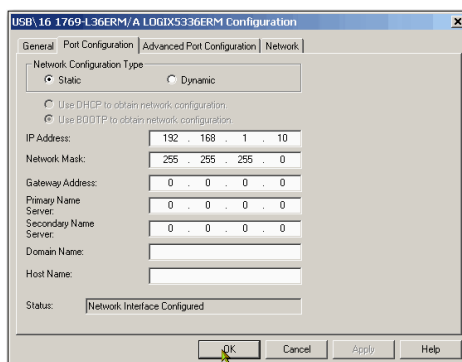 USB\16 1769-L36ERM/A LOGIX5336ERM Configuration
General Port Configuration Advanced Port Configuration Network
Network Configuration Type
Static Dynamic
Use DHCP to obtain network configuration.
Use BOOTP to obtain network configuration.
IP Address: 192 . 168 . 1 . 10
Network Mask: 255 . 255 . 255 . 0
Gateway Address: 0 . 0 . 0 . 0
Primary Name Server: 0 . 0 . 0 . 0
Secondary Name Server: 0 . 0 . 0 . 0
Domain Name:
Host Name:
Status: Network Interface Configured
OK Cancel Apply Help